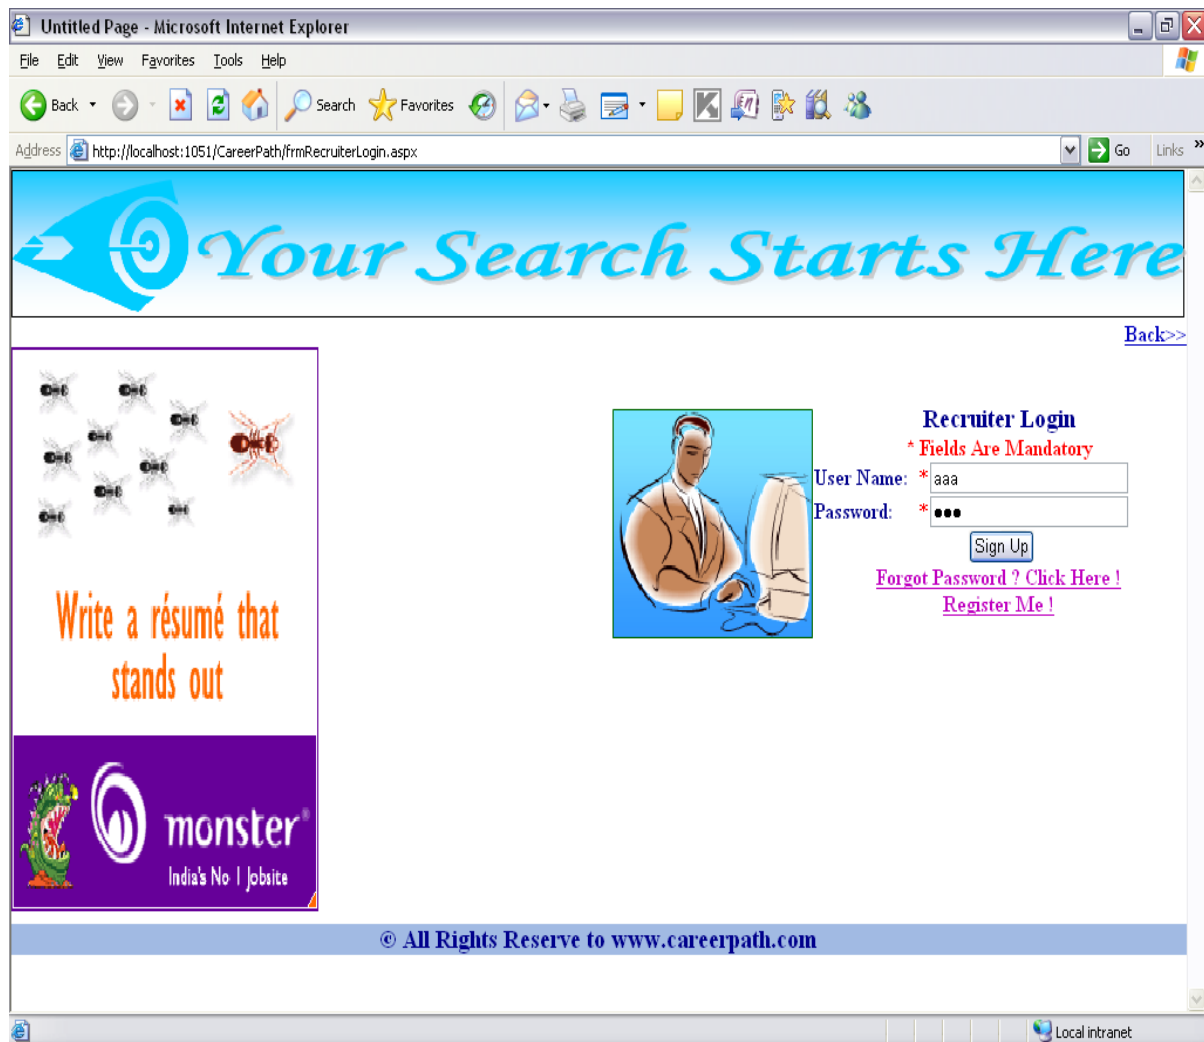 Untitled Page - Microsoft Internet Explorer
File Edit View Favorites Tools Help
Back Search Favorites
Address http://localhost:1051/CareerPath/frmRecruiterLogin.aspx Go Links »
Your Search Starts Here
Back>>
Recruiter Login
* Fields Are Mandatory
User Name: * aaa
Password: * ●●●
Sign Up
Forgot Password ? Click Here !
Register Me !
Write a résumé that
stands out
monster®
India's No 1 Jobsite
© All Rights Reserve to www.careerpath.com
Local intranet